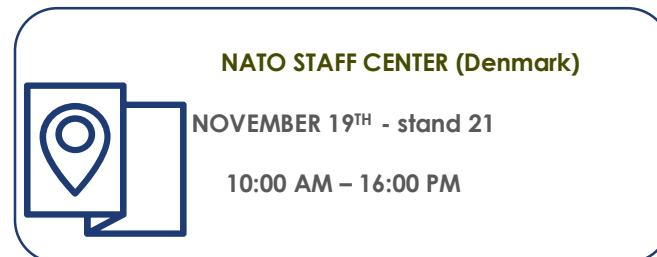 NATO STAFF CENTER (Denmark)
NOVEMBER 19TH - stand 21
10:00 AM – 16:00 PM